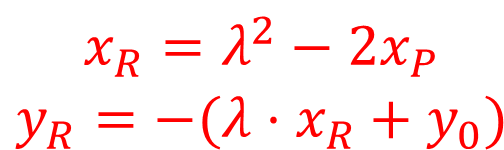 x_R = λ² − 2x_P
y_R = −(λ · x_R + y_0)